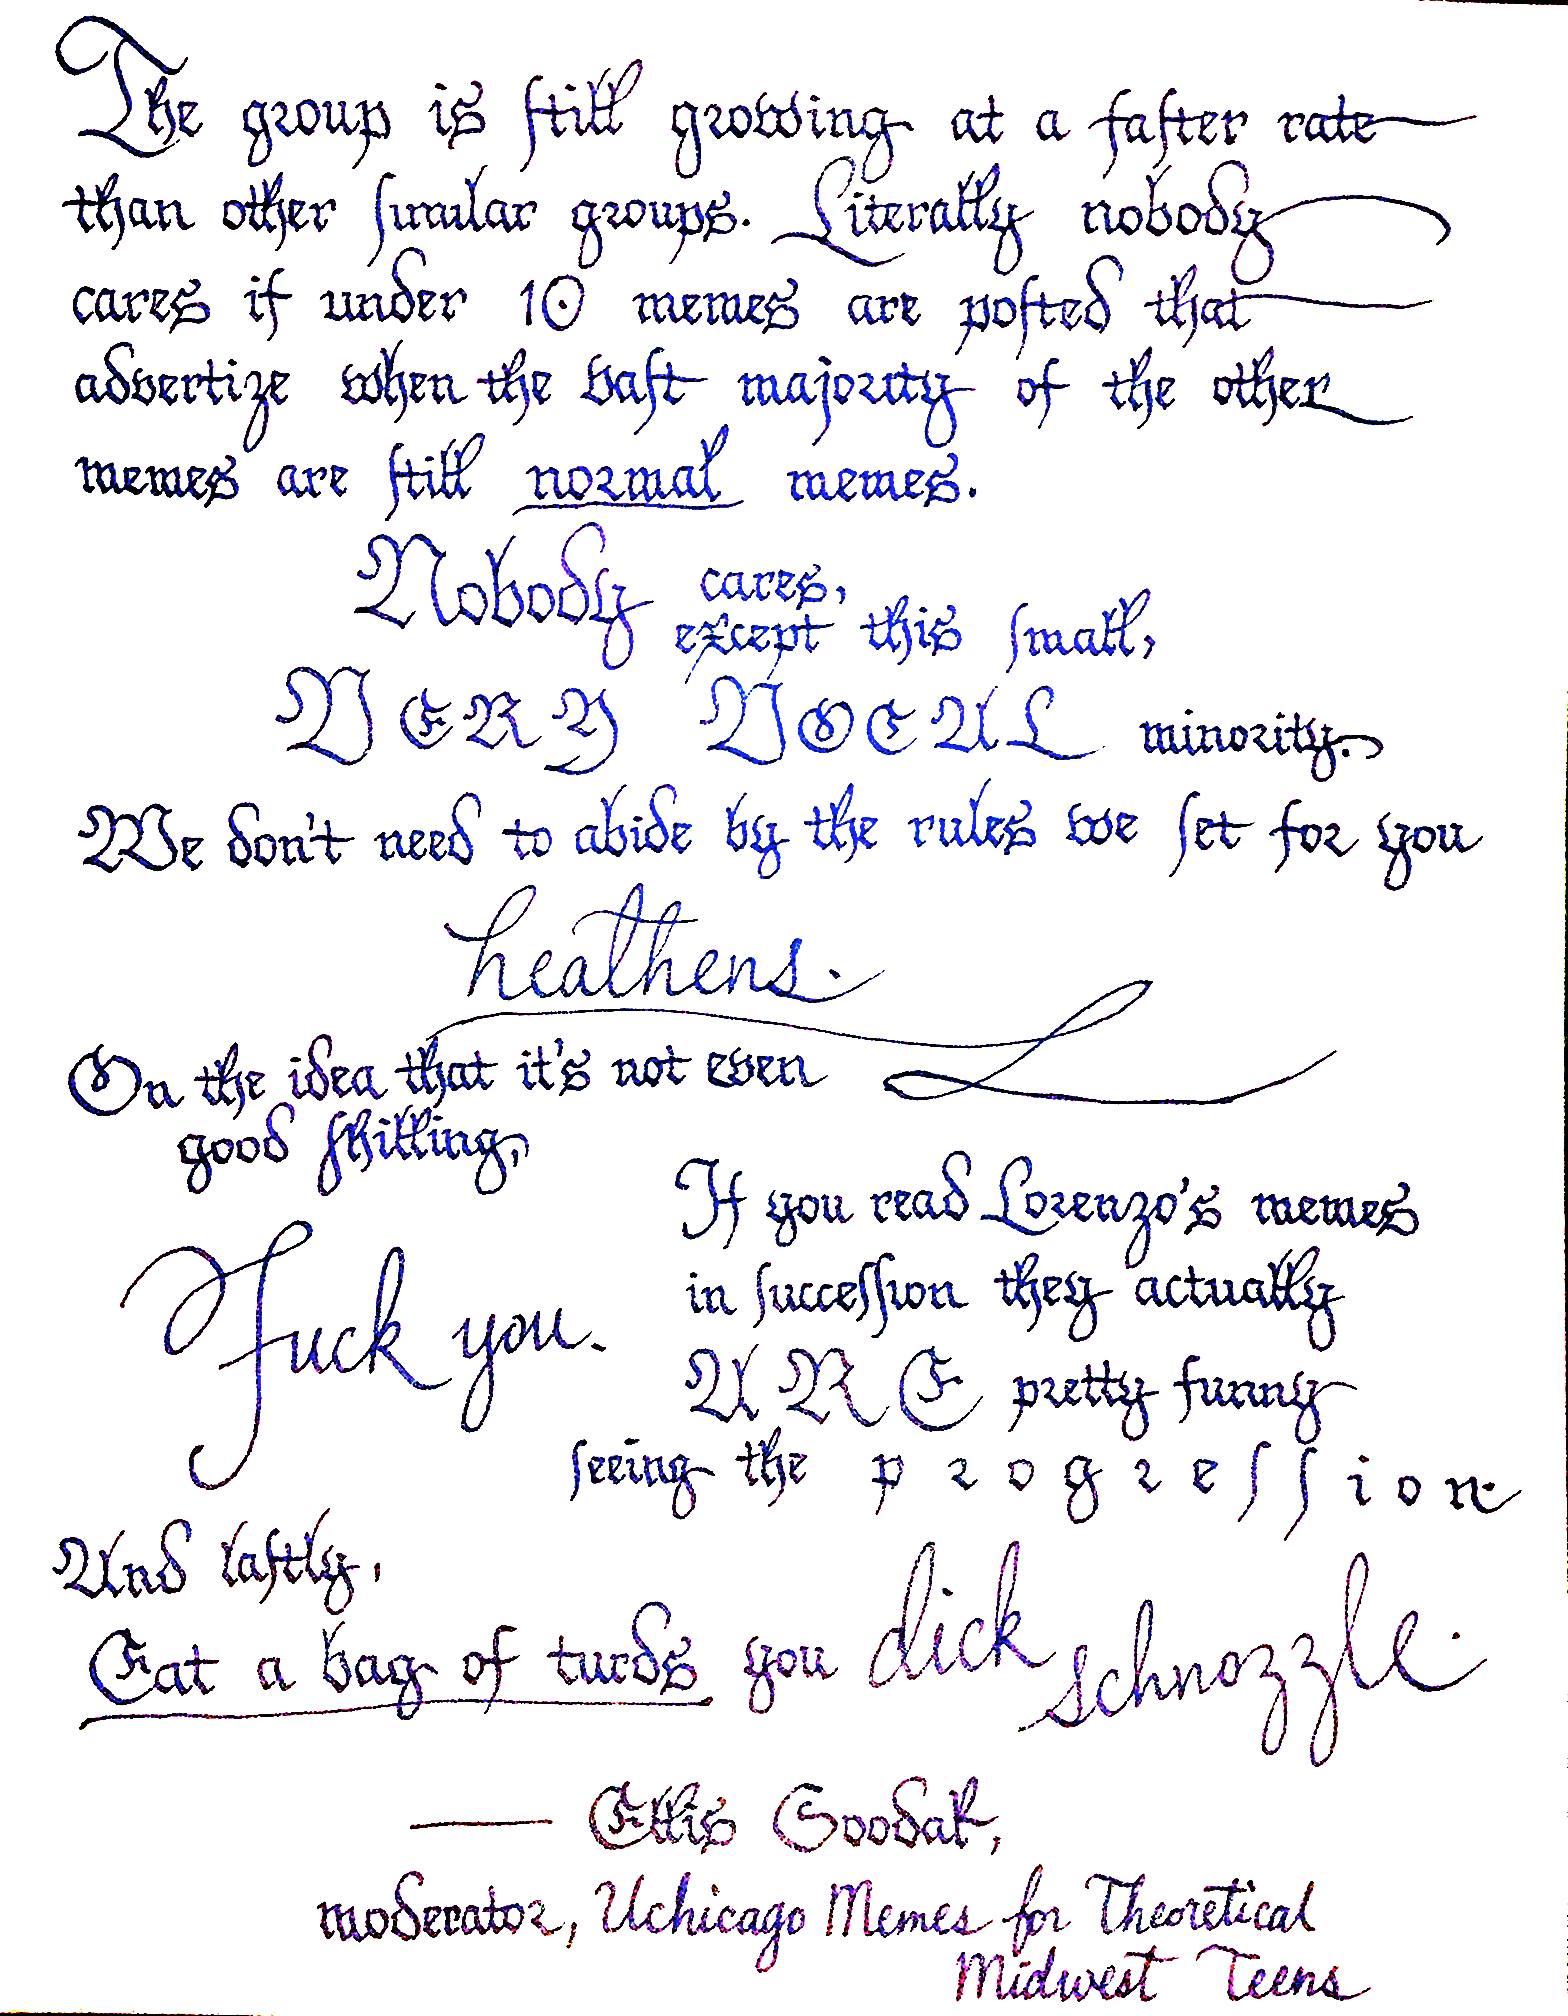 The group is ſtill growing at a faſter rate
than other ſimilar groups. Literally nobody
cares if under 10 memes are poſted that
advertize when the vaſt majority of the other
memes are ſtill normal memes.
Nobody cares,
except this ſmall,
VERY VOCAL minority.
We don't need to abide by the rules we ſet for you
heathens.
On the idea that it's not even
good ſhilling,
Fuck you.
If you read Lorenzo's memes
in ſucceſſion they actually
ARE pretty funny
ſeeing the p r o g r e ſ ſ i o n.
And laſtly,
Eat a bag of turds you dick schnozzle.
— Ellis
moderator, Uchicago Memes for Theoretical
Midwest Teens